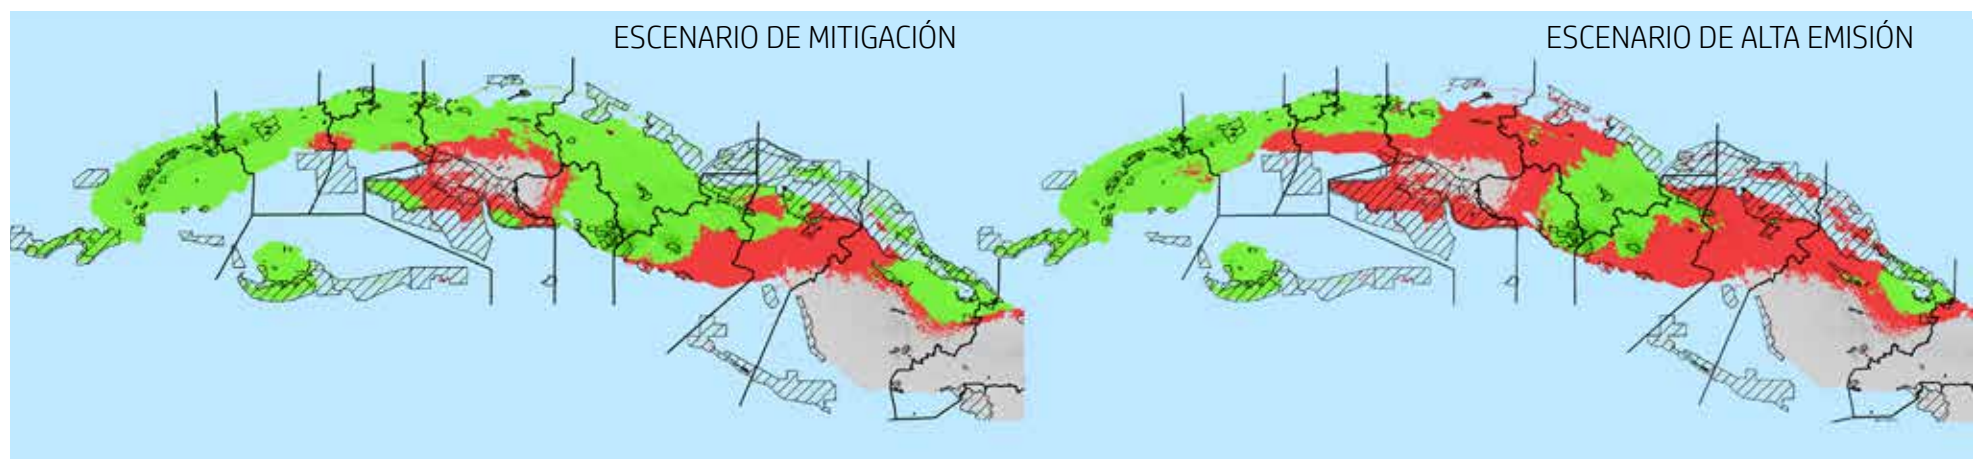 ESCENARIO DE MITIGACIÓN
ESCENARIO DE ALTA EMISIÓN